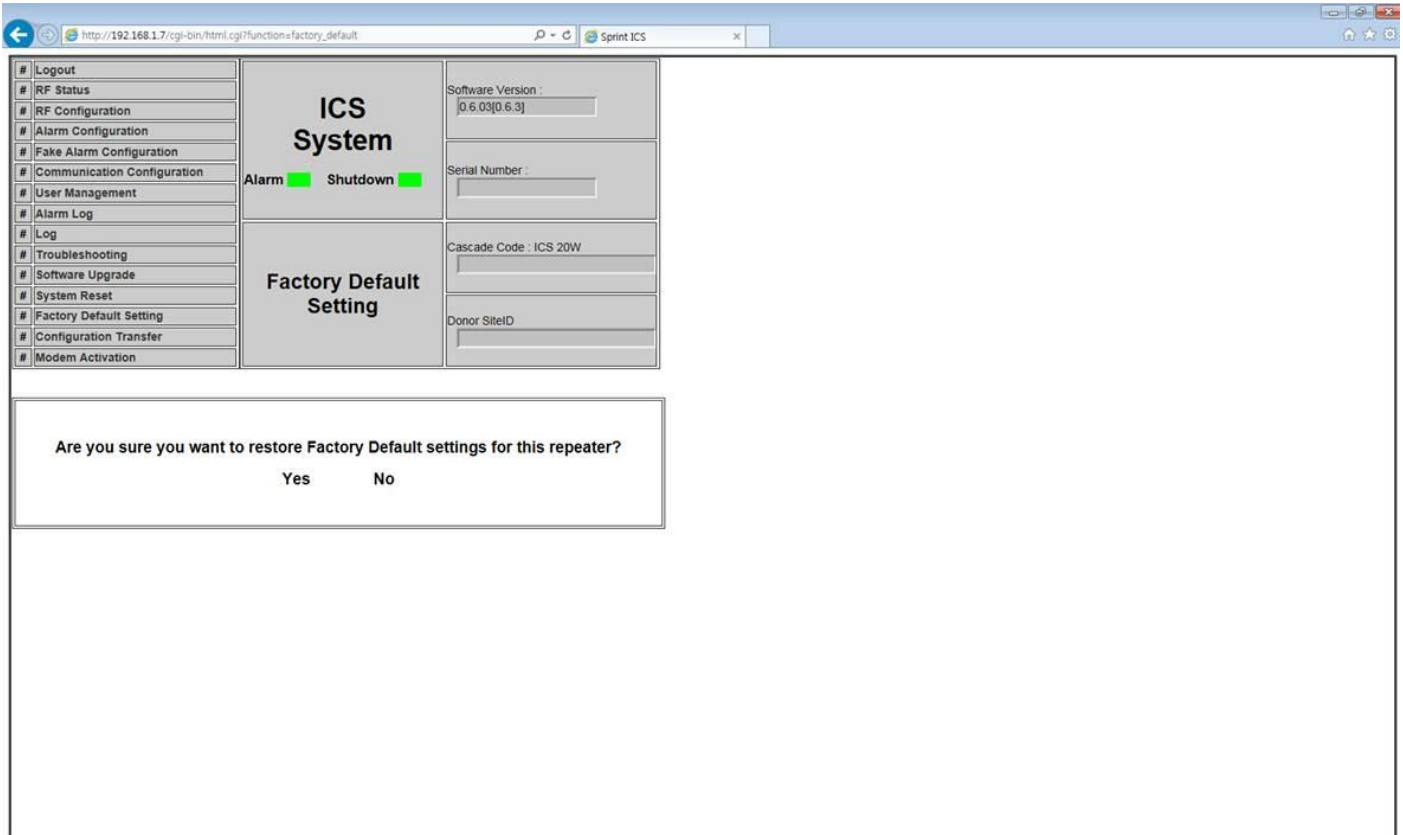 http://192.168.1.7/cgi-bin/html.cgi?function=factory_default
Sprint ICS
# Logout
# RF Status
# RF Configuration
# Alarm Configuration
# Fake Alarm Configuration
# Communication Configuration
# User Management
# Alarm Log
# Log
# Troubleshooting
# Software Upgrade
# System Reset
# Factory Default Setting
# Configuration Transfer
# Modem Activation
ICS
System
Alarm Shutdown
Factory Default
Setting
Software Version :
0.6.03[0.6.3]
Serial Number :
Cascade Code : ICS 20W
Donor SiteID
Are you sure you want to restore Factory Default settings for this repeater?
Yes No